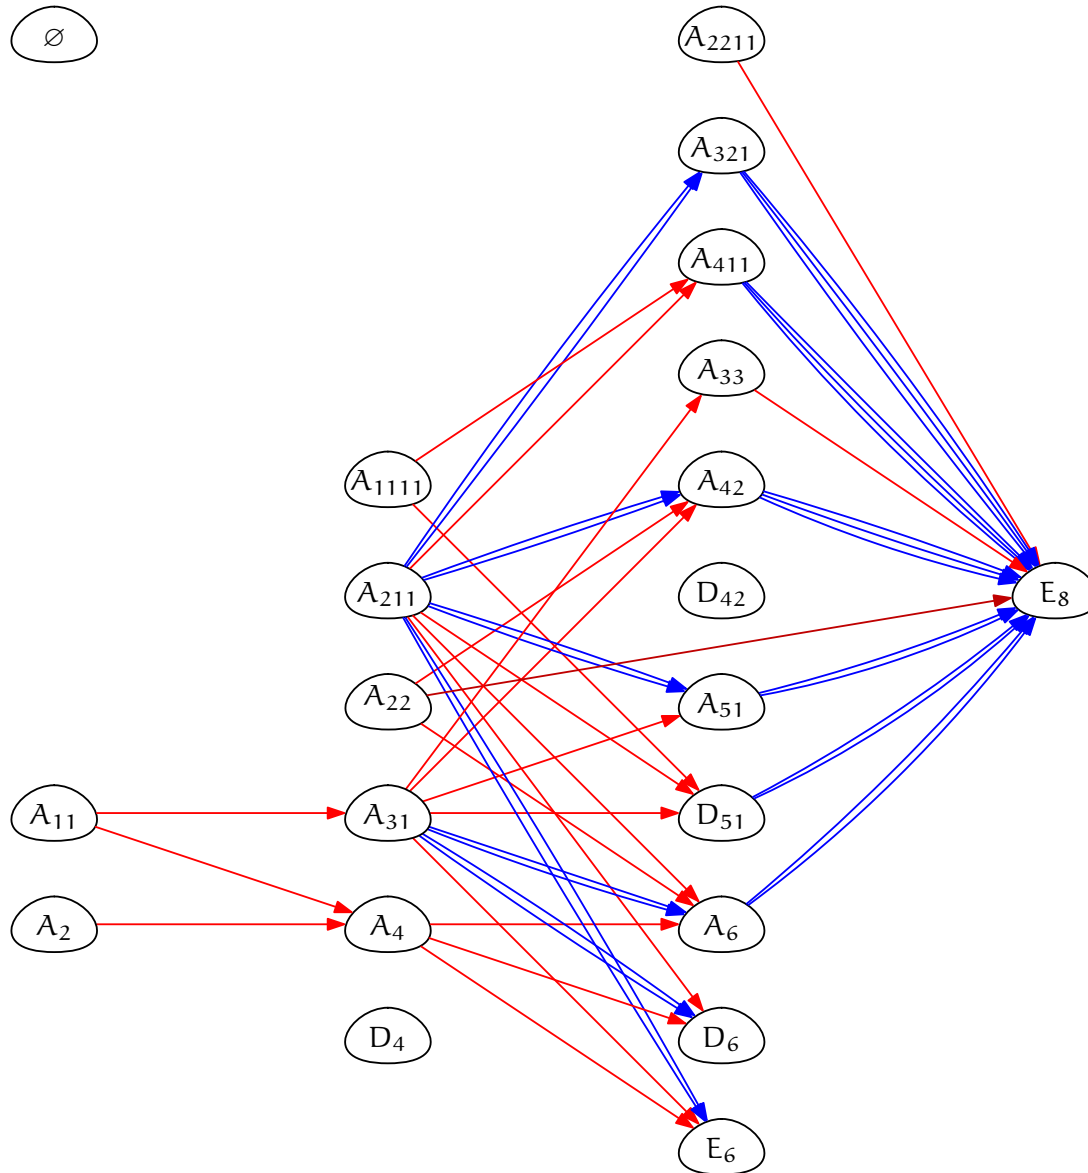 ∅ A₂₂₁₁
A₃₂₁
A₄₁₁
A₃₃
A₁₁₁₁ A₄₂
A₂₁₁ D₄₂ E₈
A₂₂ A₅₁
A₁₁ A₃₁ D₅₁
A₂ A₄ A₆
D₄ D₆
E₆